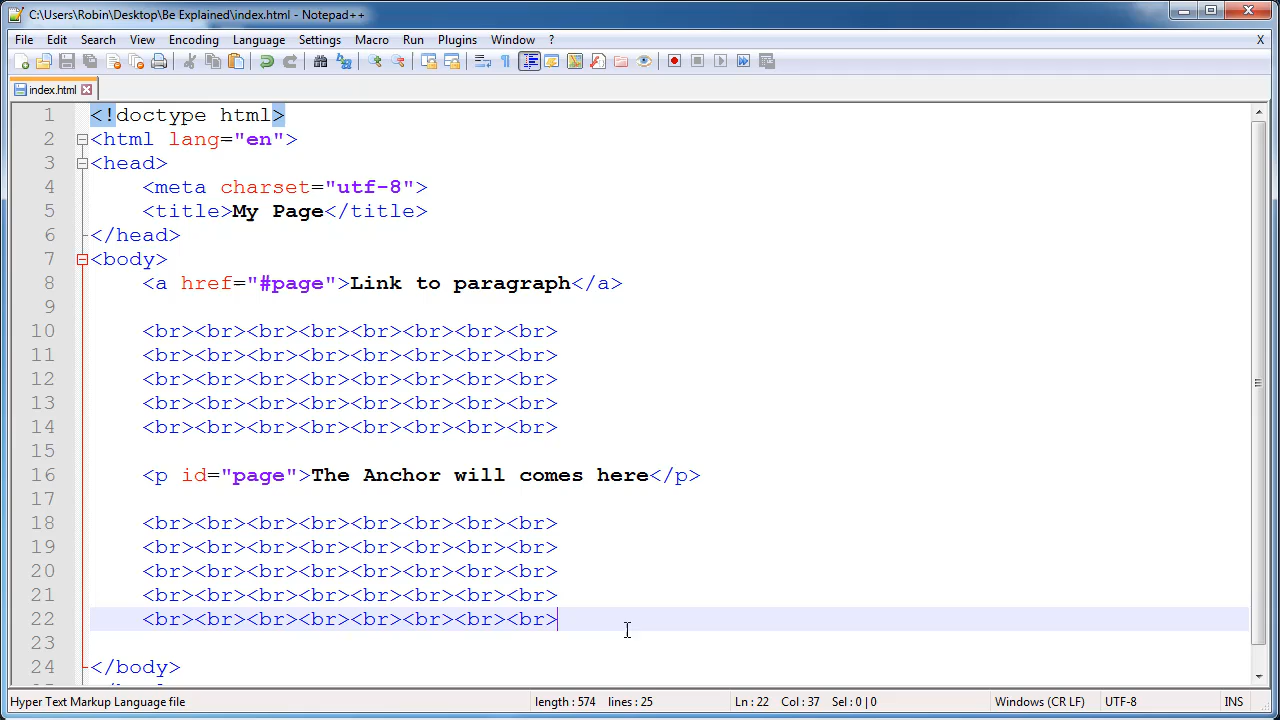 C:\Users\Robin\Desktop\Be Explained\index.html - Notepad++
File Edit Search View Encoding Language Settings Macro Run Plugins Window ? X
index.html
1 <!doctype html>
2 <html lang="en">
3 <head>
4 <meta charset="utf-8">
5 <title>My Page</title>
6 </head>
7 <body>
8 <a href="#page">Link to paragraph</a>
9
10 <br><br><br><br><br><br><br><br>
11 <br><br><br><br><br><br><br><br>
12 <br><br><br><br><br><br><br><br>
13 <br><br><br><br><br><br><br><br>
14 <br><br><br><br><br><br><br><br>
15
16 <p id="page">The Anchor will comes here</p>
17
18 <br><br><br><br><br><br><br><br>
19 <br><br><br><br><br><br><br><br>
20 <br><br><br><br><br><br><br><br>
21 <br><br><br><br><br><br><br><br>
22 <br><br><br><br><br><br><br><br>
23
24 </body>
Hyper Text Markup Language file length : 574 lines : 25 Ln : 22 Col : 37 Sel : 0 | 0 Windows (CR LF) UTF-8 INS